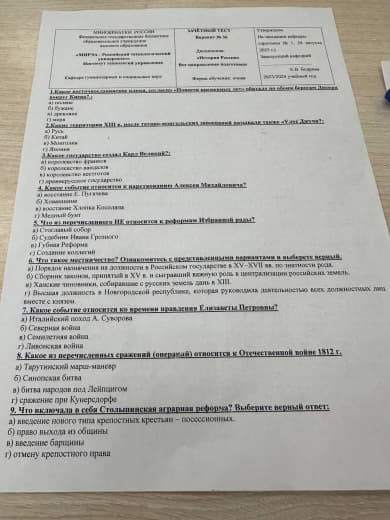 МИНОБРНАУКИ РОССИИ
Федеральное государственное бюджетное
образовательное учреждение
высшего образования
«МИРЭА - Российский технологический
университет»
Институт технологий управления
Кафедра гуманитарных и социальных наук
ЗАЧЁТНЫЙ ТЕСТ
Вариант № 36
Дисциплина:
«История России»
Все направления подготовки
Форма обучения: очная
Утверждено
На заседании кафедры
(протокол № 1, 28 августа
2023 г.)
Заведующий кафедрой
2023/2024 учебный год
1.Какое восточнославянское племя, согласно «Повести временных лет» обитало по обоим берегам Днепра
вокруг Киева?:
а) поляне
б) бужане
в) древляне
г) меря
2.Какие территории XIII в. после татаро-монгольских завоеваний называли также «Улус Джучи?:
а) Русь
б) Китай
в) Монголия
г) Япония
3.Какое государство создал Карл Великий?:
а) королевство франков
б) королевство вандалов
в) королевство вестготов
г) древнерусское государство
4. Какое событие относится к царствованию Алексея Михайловича?
а) восстание Е. Пугачева
б) Хованщина
в) восстание Хлопка Косолапа
г) Медный бунт
5. Что из перечисленного НЕ относится к реформам Избранной рады?
а) Стоглавый собор
б) Судебник Ивана Грозного
в) Губная Реформа
г) Создание коллегий
6. Что такое местничество? Ознакомьтесь с представленными вариантами и выберете верный.
а) Порядок назначения на должности в Российском государстве в XV–XVII вв. по знатности рода.
б) Сборник законов, принятый в XV в. и сыгравший важную роль в централизации российских земель.
в) Ханские чиновники, собиравшие с русских земель дань в XIII.
г) Высшая должность в Новгородской республике, которая руководила деятельностью всех должностных лиц
вместе с князем.
7. Какое событие относится ко времени правления Елизаветы Петровны?
а) Италийский поход А. Суворова
б) Северная война
в) Семилетняя война
г) Ливонская война
8. Какое из перечисленных сражений (операций) относится к Отечественной войне 1812 г.
а) Тарутинский марш-маневр
б) Синопская битва
в) битва народов под Лейпцигом
г) сражение при Кунерсдорфе
9. Что включала в себя Столыпинская аграрная реформа? Выберите верный ответ:
а) введение нового типа крепостных крестьян – посессионных.
б) право выхода из общины
в) введение барщины
г) отмену крепостного права